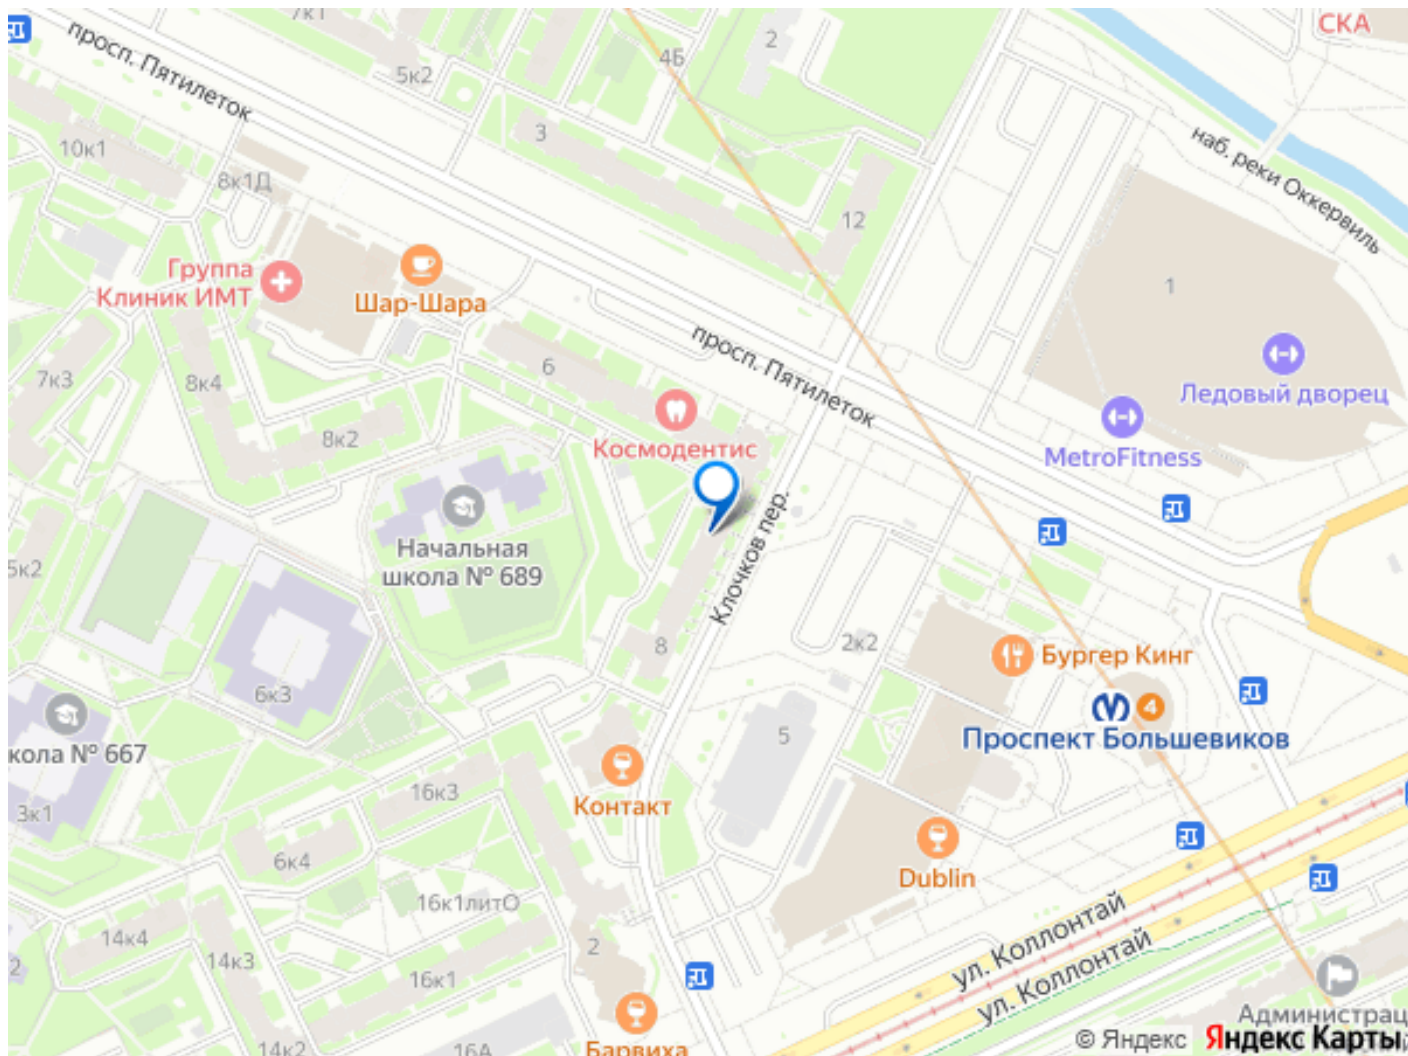 7к1
2
СКА
просп. Пятилеток
5к2
4Б
3
наб. реки Оккервиль
10к1
8к1Д
12
Группа
Клиник ИМТ
Шар-Шара
1
просп. Пятилеток
Ледовый дворец
7к3
8к4
6
8к2
Космодентис
MetroFitness
Клочков пер.
Начальная
школа № 689
5к2
8
2к2
Бургер Кинг
6к3
4
Проспект Большевиков
кола № 667
5
3к1
16к3
Контакт
6к4
Dublin
16к1литО
ул. Коллонтай
ул. Коллонтай
14к4
14к3
2
2
16к1
Администрац
14к2
16А
Барвиха
© Яндекс
Яндекс Карты